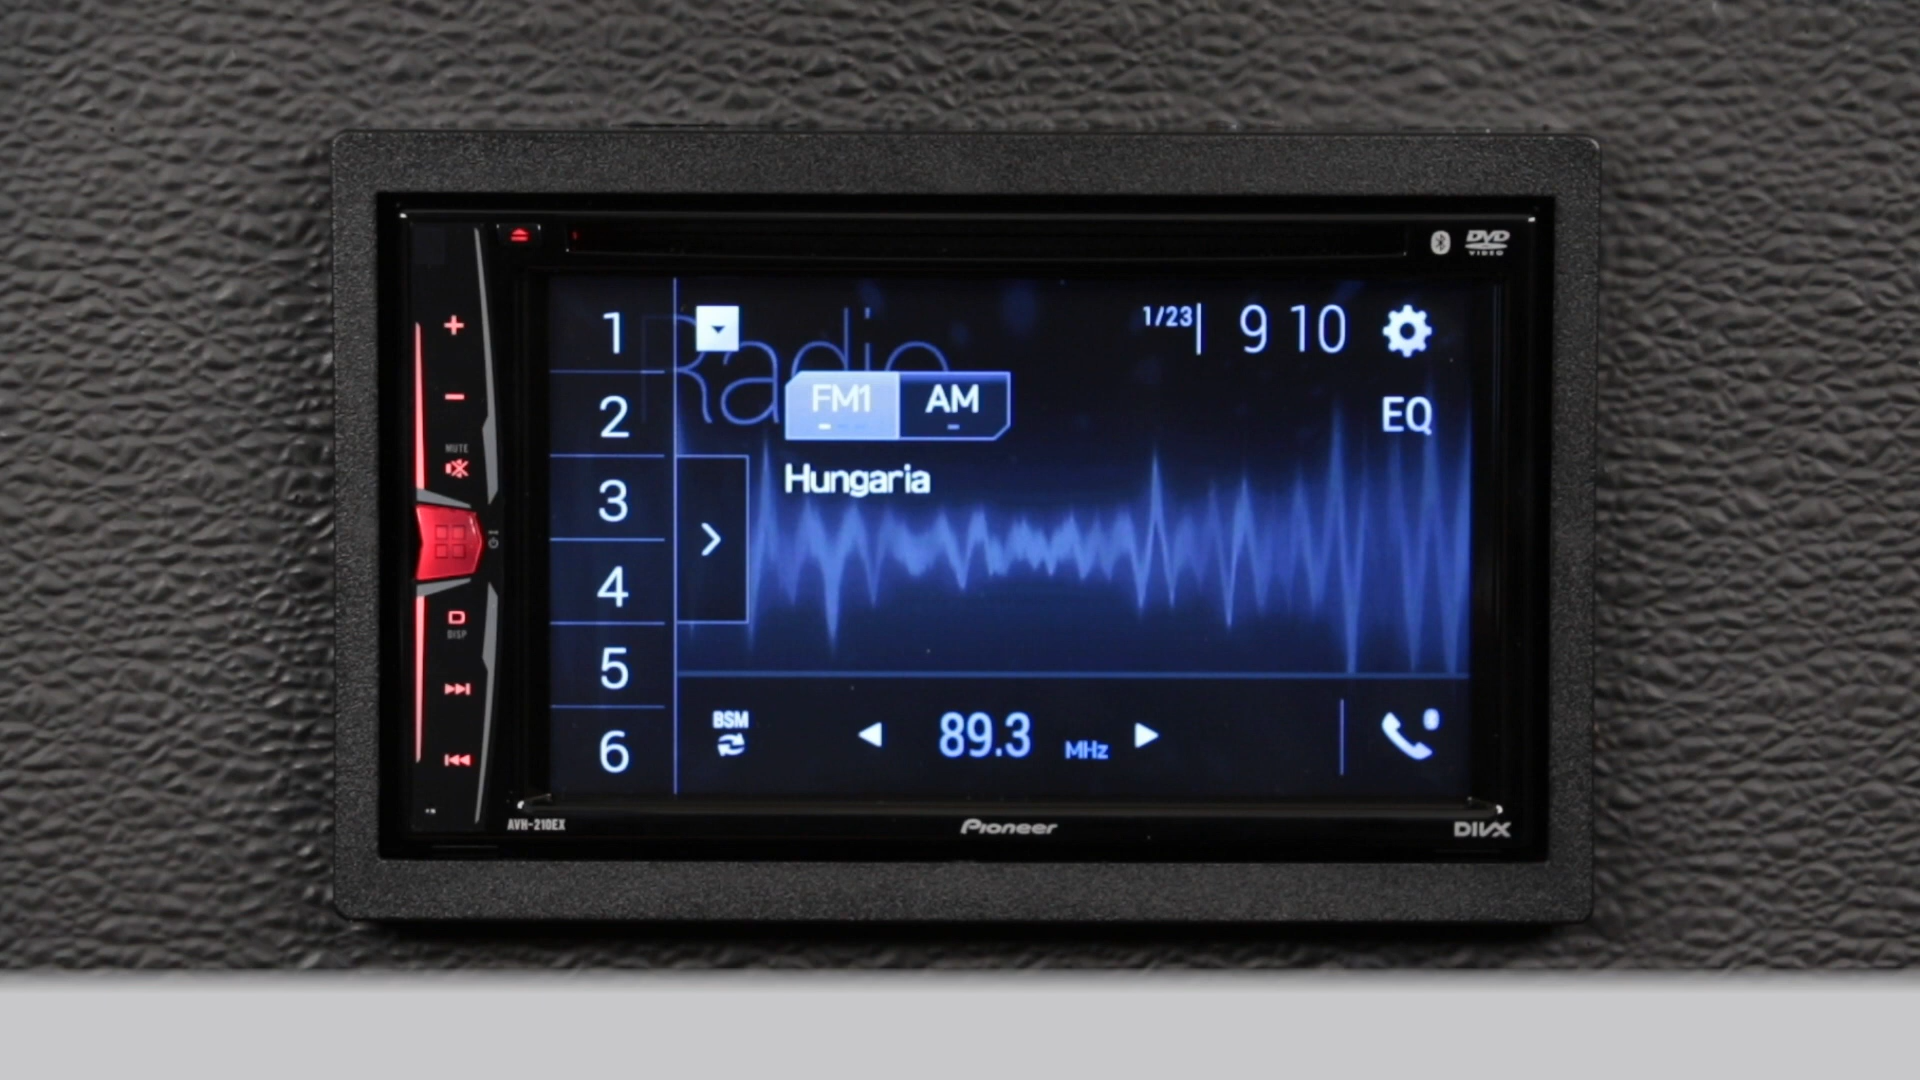 DVD
VIDEO
1
Radio
1/23
9 10
FM1
AM
2
EQ
MUTE
Hungaria
3
4
D
DISP
5
BSM
89.3
MHz
6
AVH-210EX
Pioneer
DIVX